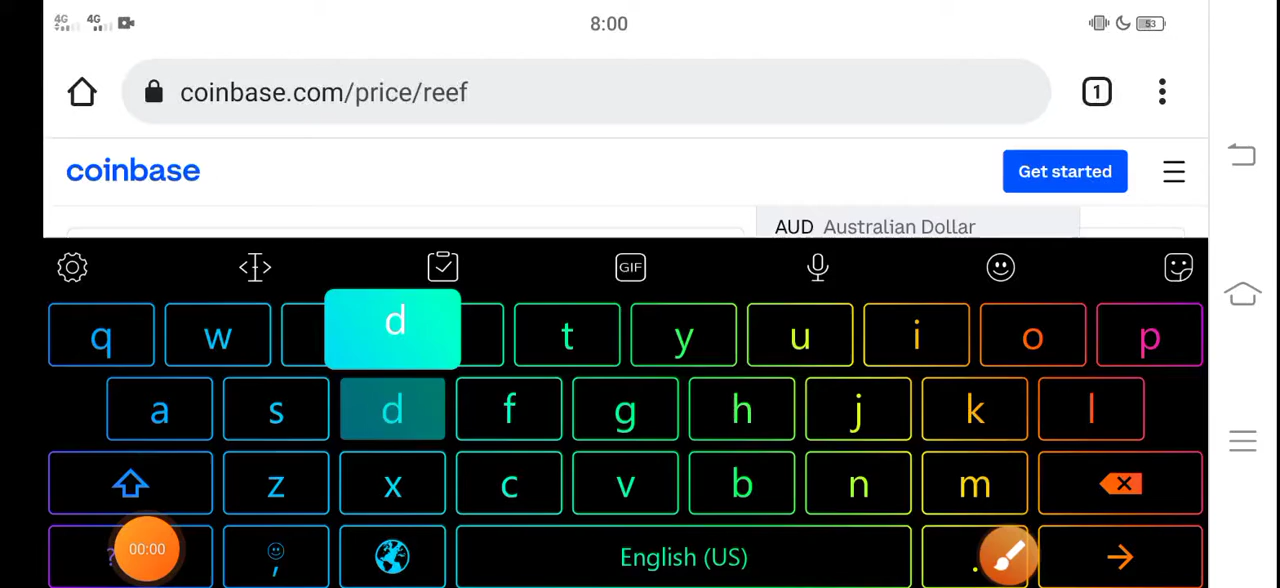 4G 4G 8:00 53
coinbase.com/price/reef 1
coinbase Get started
AUD Australian Dollar
GIF
d
q w t y u i o p
a s d f g h j k l
z x c v b n m
00:00 , English (US) .